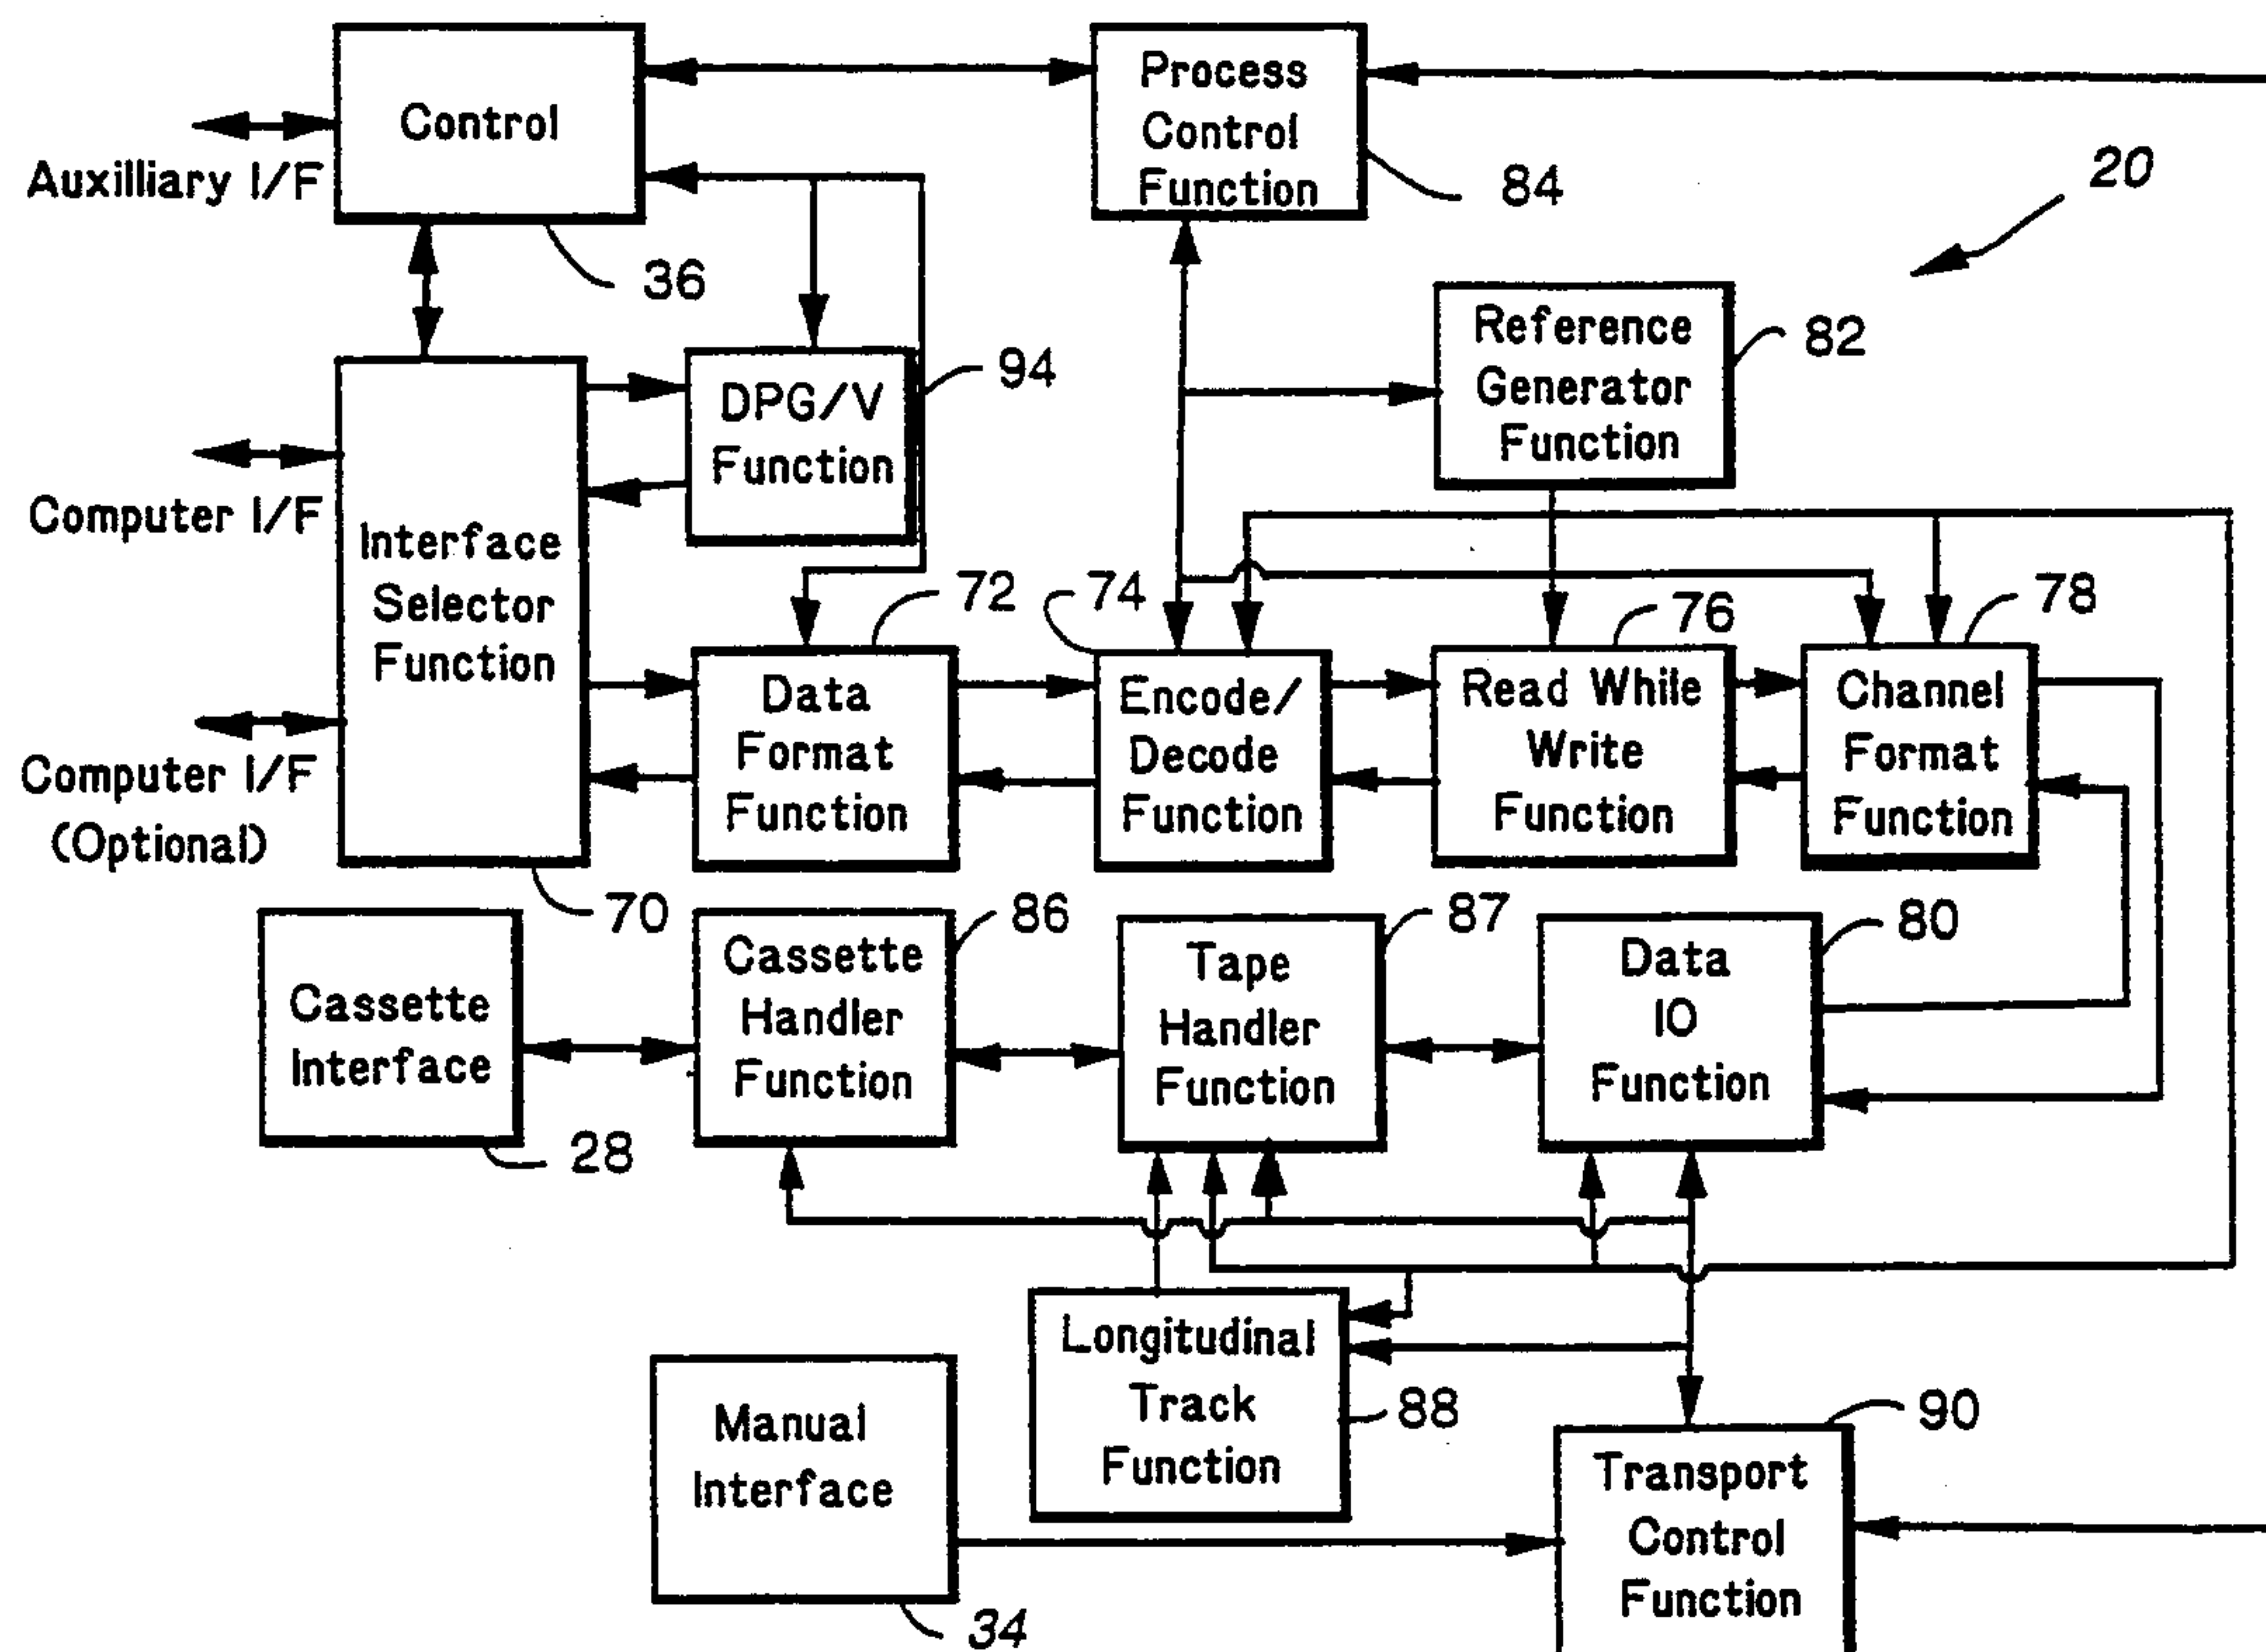 Control
Auxilliary I/F
36
Process
Control
Function
84
20
Reference
Generator
Function
82
DPG/V
Function
94
Computer I/F
Interface
Selector
Function
Computer I/F
(Optional)
70
Data
Format
Function
72
Encode/
Decode
Function
74
Read While
Write
Function
76
Channel
Format
Function
78
Cassette
Interface
28
Cassette
Handler
Function
86
Tape
Handler
Function
87
Data
IO
Function
80
Longitudinal
Track
Function
88
Manual
Interface
34
Transport
Control
Function
90